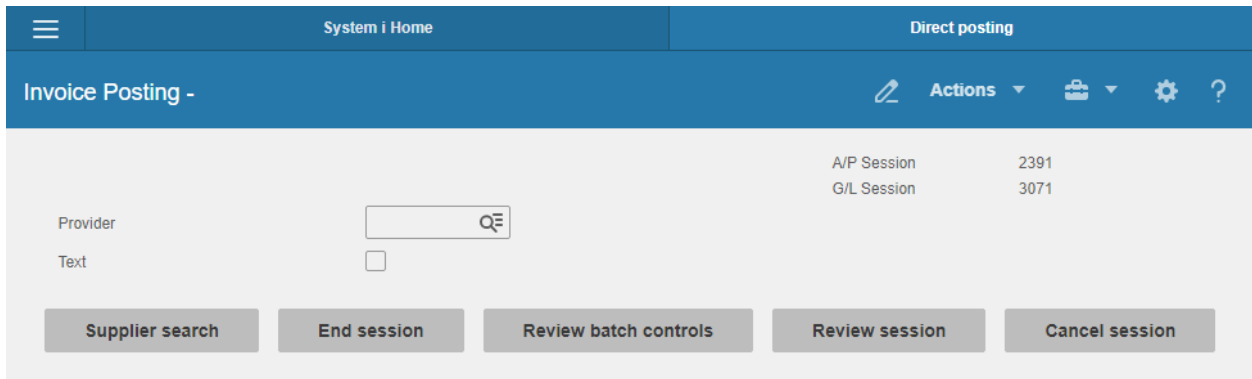 System i Home
Direct posting
Invoice Posting -
Actions
?
A/P Session 2391
G/L Session 3071
Provider
Text
Supplier search
End session
Review batch controls
Review session
Cancel session